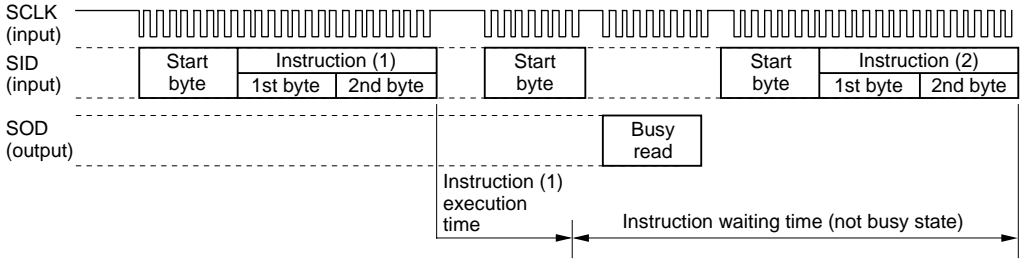 SCLK
(input)
SID
(input)
Start
byte
Instruction (1)
1st byte
2nd byte
Start
byte
Start
byte
Instruction (2)
1st byte
2nd byte
SOD
(output)
Busy
read
Instruction (1)
execution
time
Instruction waiting time (not busy state)